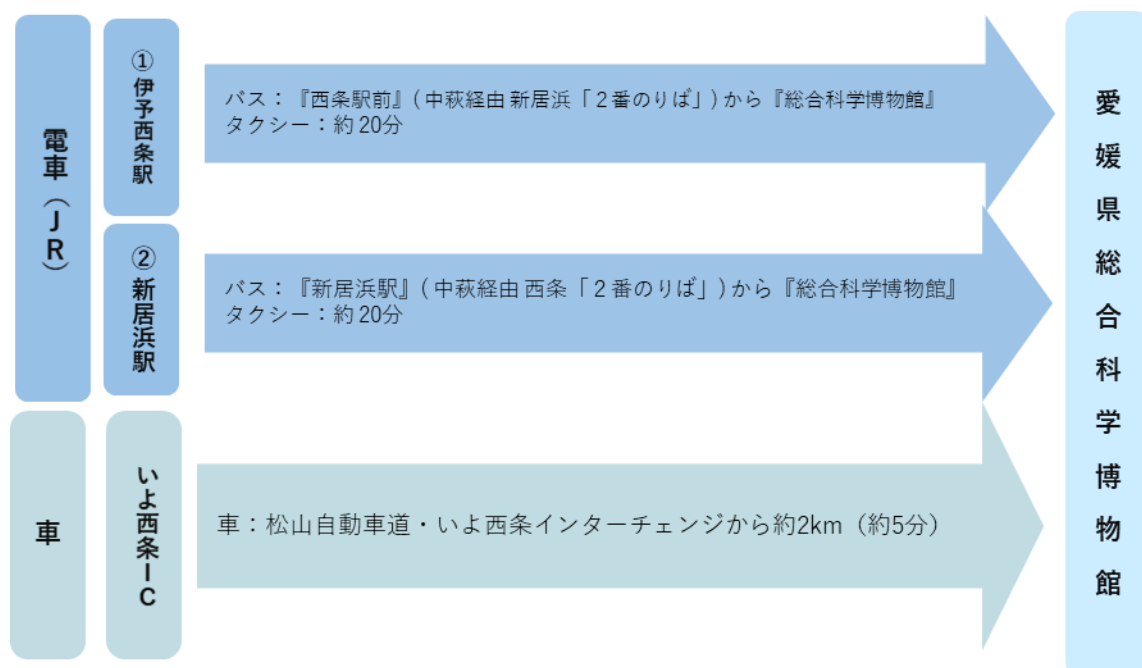 電車（JR）
①伊予西条駅
バス：『西条駅前』(中萩経由 新居浜「２番のりば」)から『総合科学博物館』
タクシー：約20分
②新居浜駅
バス：『新居浜駅』(中萩経由 西条「２番のりば」)から『総合科学博物館』
タクシー：約20分
車
いよ西条IC
車：松山自動車道・いよ西条インターチェンジから約2km（約5分）
愛媛県総合科学博物館